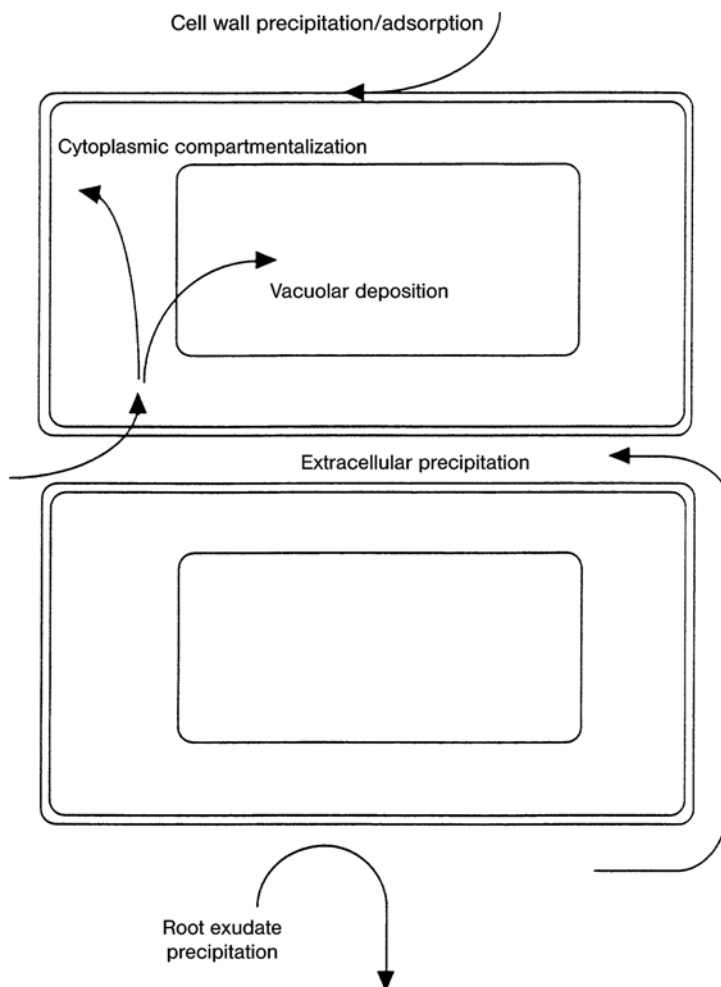 Cell wall precipitation/adsorption
Cytoplasmic compartmentalization
Vacuolar deposition
Extracellular precipitation
Root exudate
precipitation